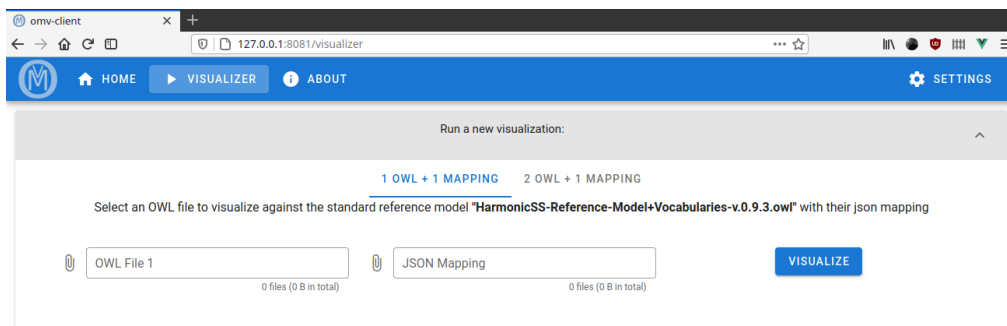 omv-client
127.0.0.1:8081/visualizer
HOME VISUALIZER ABOUT SETTINGS
Run a new visualization:
1 OWL + 1 MAPPING 2 OWL + 1 MAPPING
Select an OWL file to visualize against the standard reference model "HarmonicSS-Reference-Model+Vocabularies-v.0.9.3.owl" with their json mapping
OWL File 1 JSON Mapping VISUALIZE
0 files (0 B in total) 0 files (0 B in total)